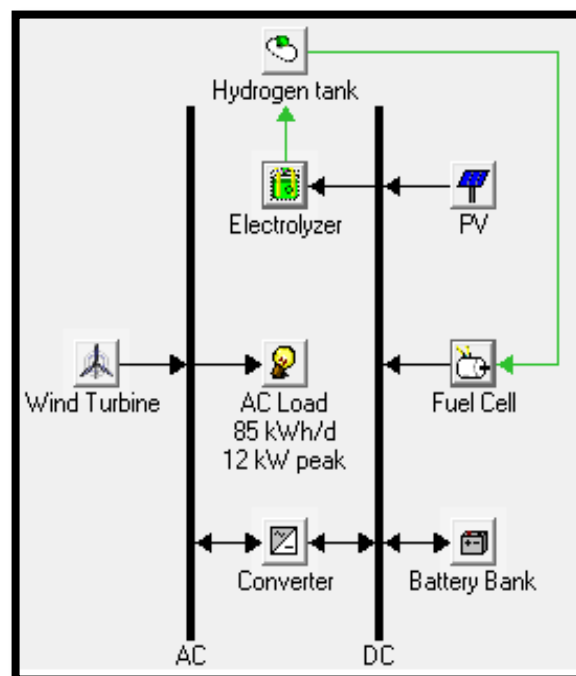 Hydrogen tank
Electrolyzer
PV
Wind Turbine
AC Load
85 kWh/d
12 kW peak
Fuel Cell
Converter
Battery Bank
AC
DC